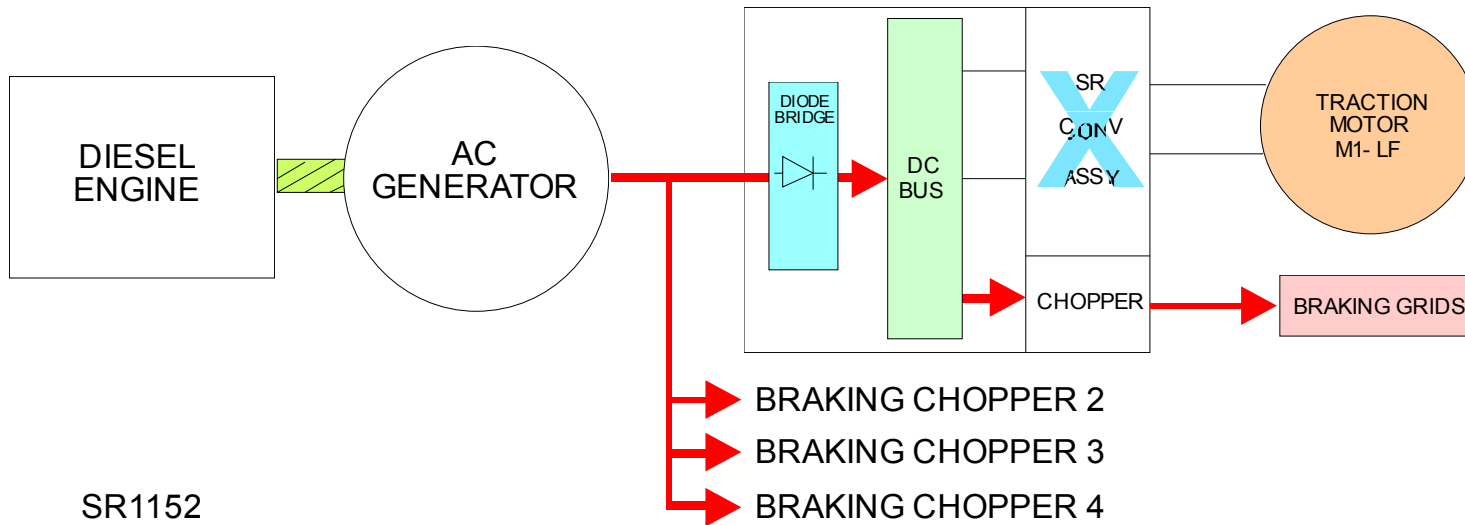 DIESEL
ENGINE
AC
GENERATOR
DIODE
BRIDGE
DC
BUS
SR
CONV
ASSY
TRACTION
MOTOR
M1- LF
CHOPPER
BRAKING GRIDS
BRAKING CHOPPER 2
BRAKING CHOPPER 3
BRAKING CHOPPER 4
SR1152